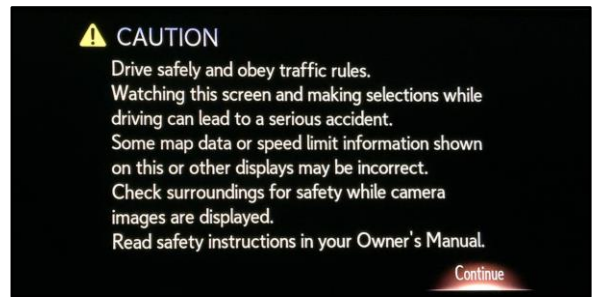 CAUTION
Drive safely and obey traffic rules.
Watching this screen and making selections while
driving can lead to a serious accident.
Some map data or speed limit information shown
on this or other displays may be incorrect.
Check surroundings for safety while camera
images are displayed.
Read safety instructions in your Owner's Manual.
Continue